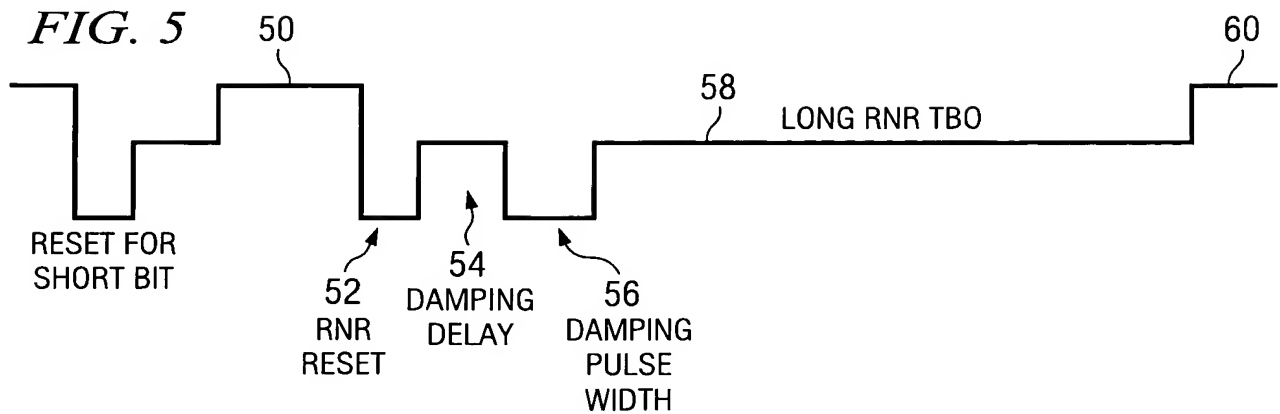 FIG. 5
50
60
58
LONG RNR TBO
RESET FOR
SHORT BIT
52
RNR
RESET
54
DAMPING
DELAY
56
DAMPING
PULSE
WIDTH